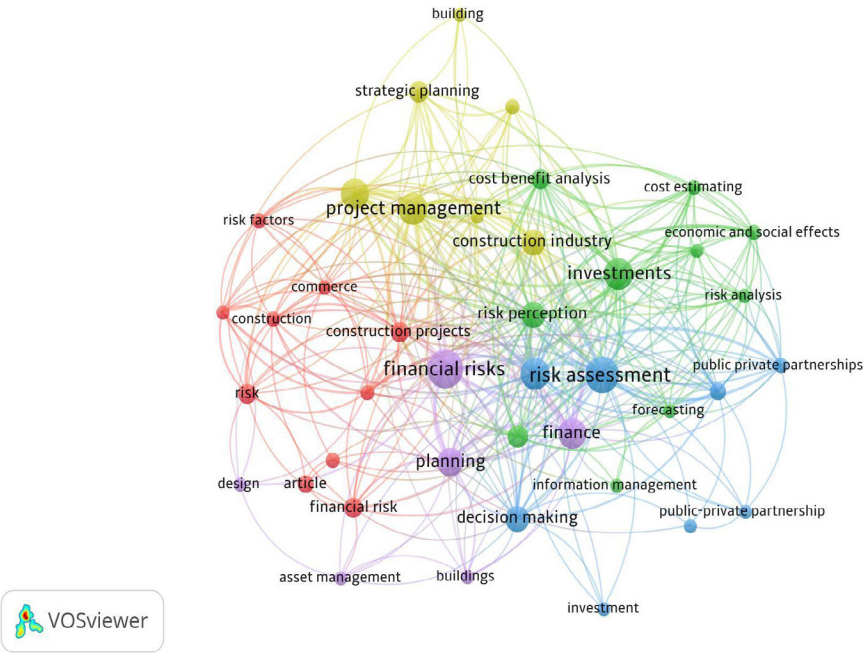 building
strategic planning
cost benefit analysis
cost estimating
project management
risk factors
economic and social effects
construction industry
investments
commerce
risk analysis
construction
risk perception
construction projects
financial risks
risk assessment
public private partnerships
risk
forecasting
finance
planning
design
article
information management
financial risk
decision making
public-private partnership
asset management
buildings
investment
VOSviewer